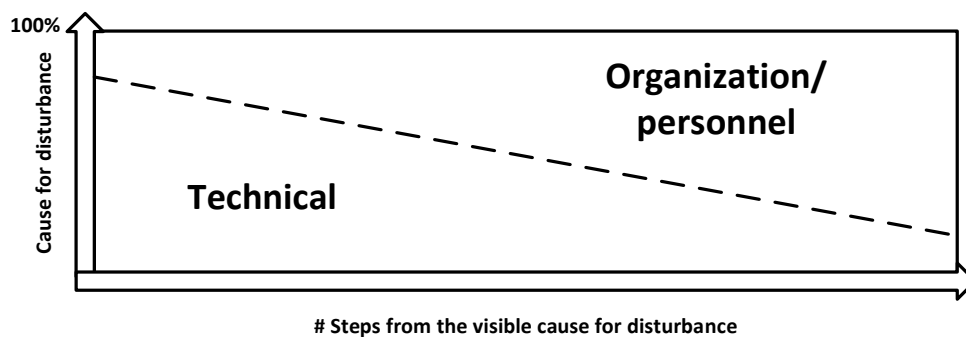 100%
Cause for disturbance
Organization/
personnel
Technical
# Steps from the visible cause for disturbance